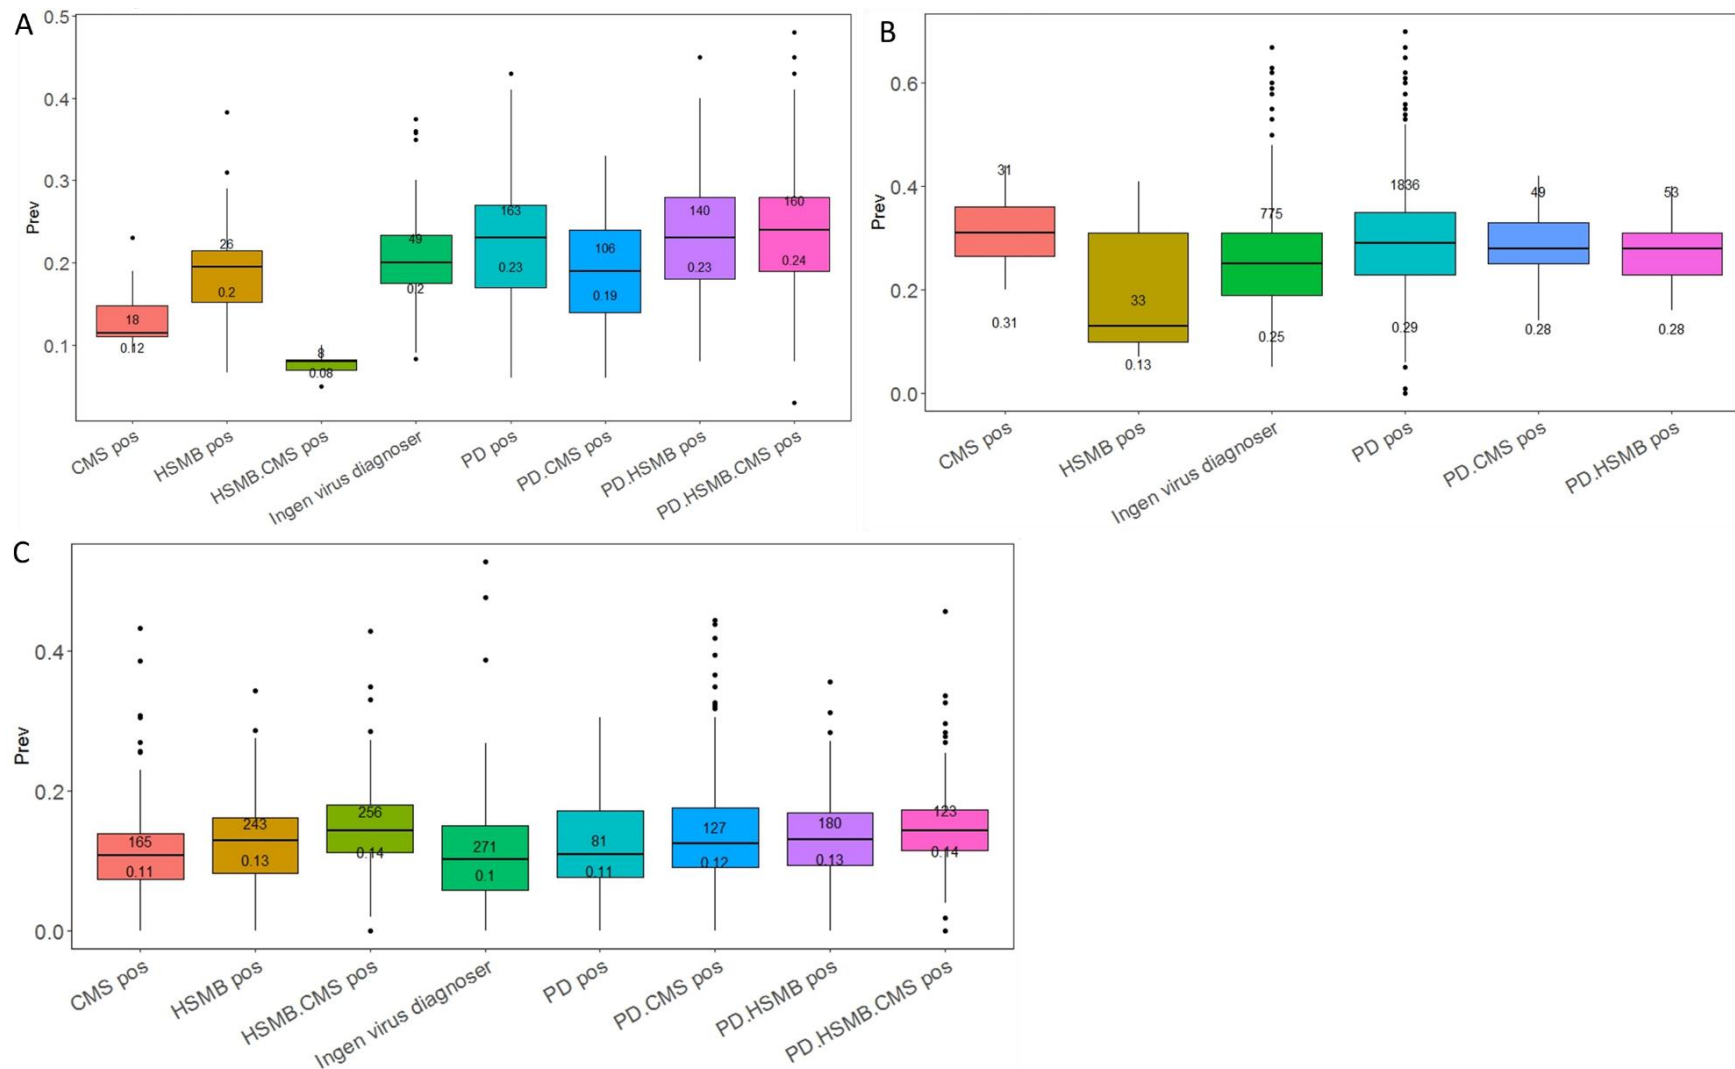 A
0.5
0.4
0.3
0.2
0.1
Prev
18
0.12
26
0.2
8
0.08
49
0.2
163
0.23
106
0.19
140
0.23
160
0.24
CMS pos
HSMB pos
HSMB.CMS pos
Ingen virus diagnoser
PD pos
PD.CMS pos
PD.HSMB pos
PD.HSMB.CMS pos
B
0.6
0.4
0.2
0.0
Prev
31
0.31
33
0.13
775
0.25
1836
0.29
49
0.28
53
0.28
CMS pos
HSMB pos
Ingen virus diagnoser
PD pos
PD.CMS pos
PD.HSMB pos
C
0.4
0.2
0.0
Prev
165
0.11
243
0.13
256
0.14
271
0.1
81
0.11
127
0.12
180
0.13
123
0.14
CMS pos
HSMB pos
HSMB.CMS pos
Ingen virus diagnoser
PD pos
PD.CMS pos
PD.HSMB pos
PD.HSMB.CMS pos